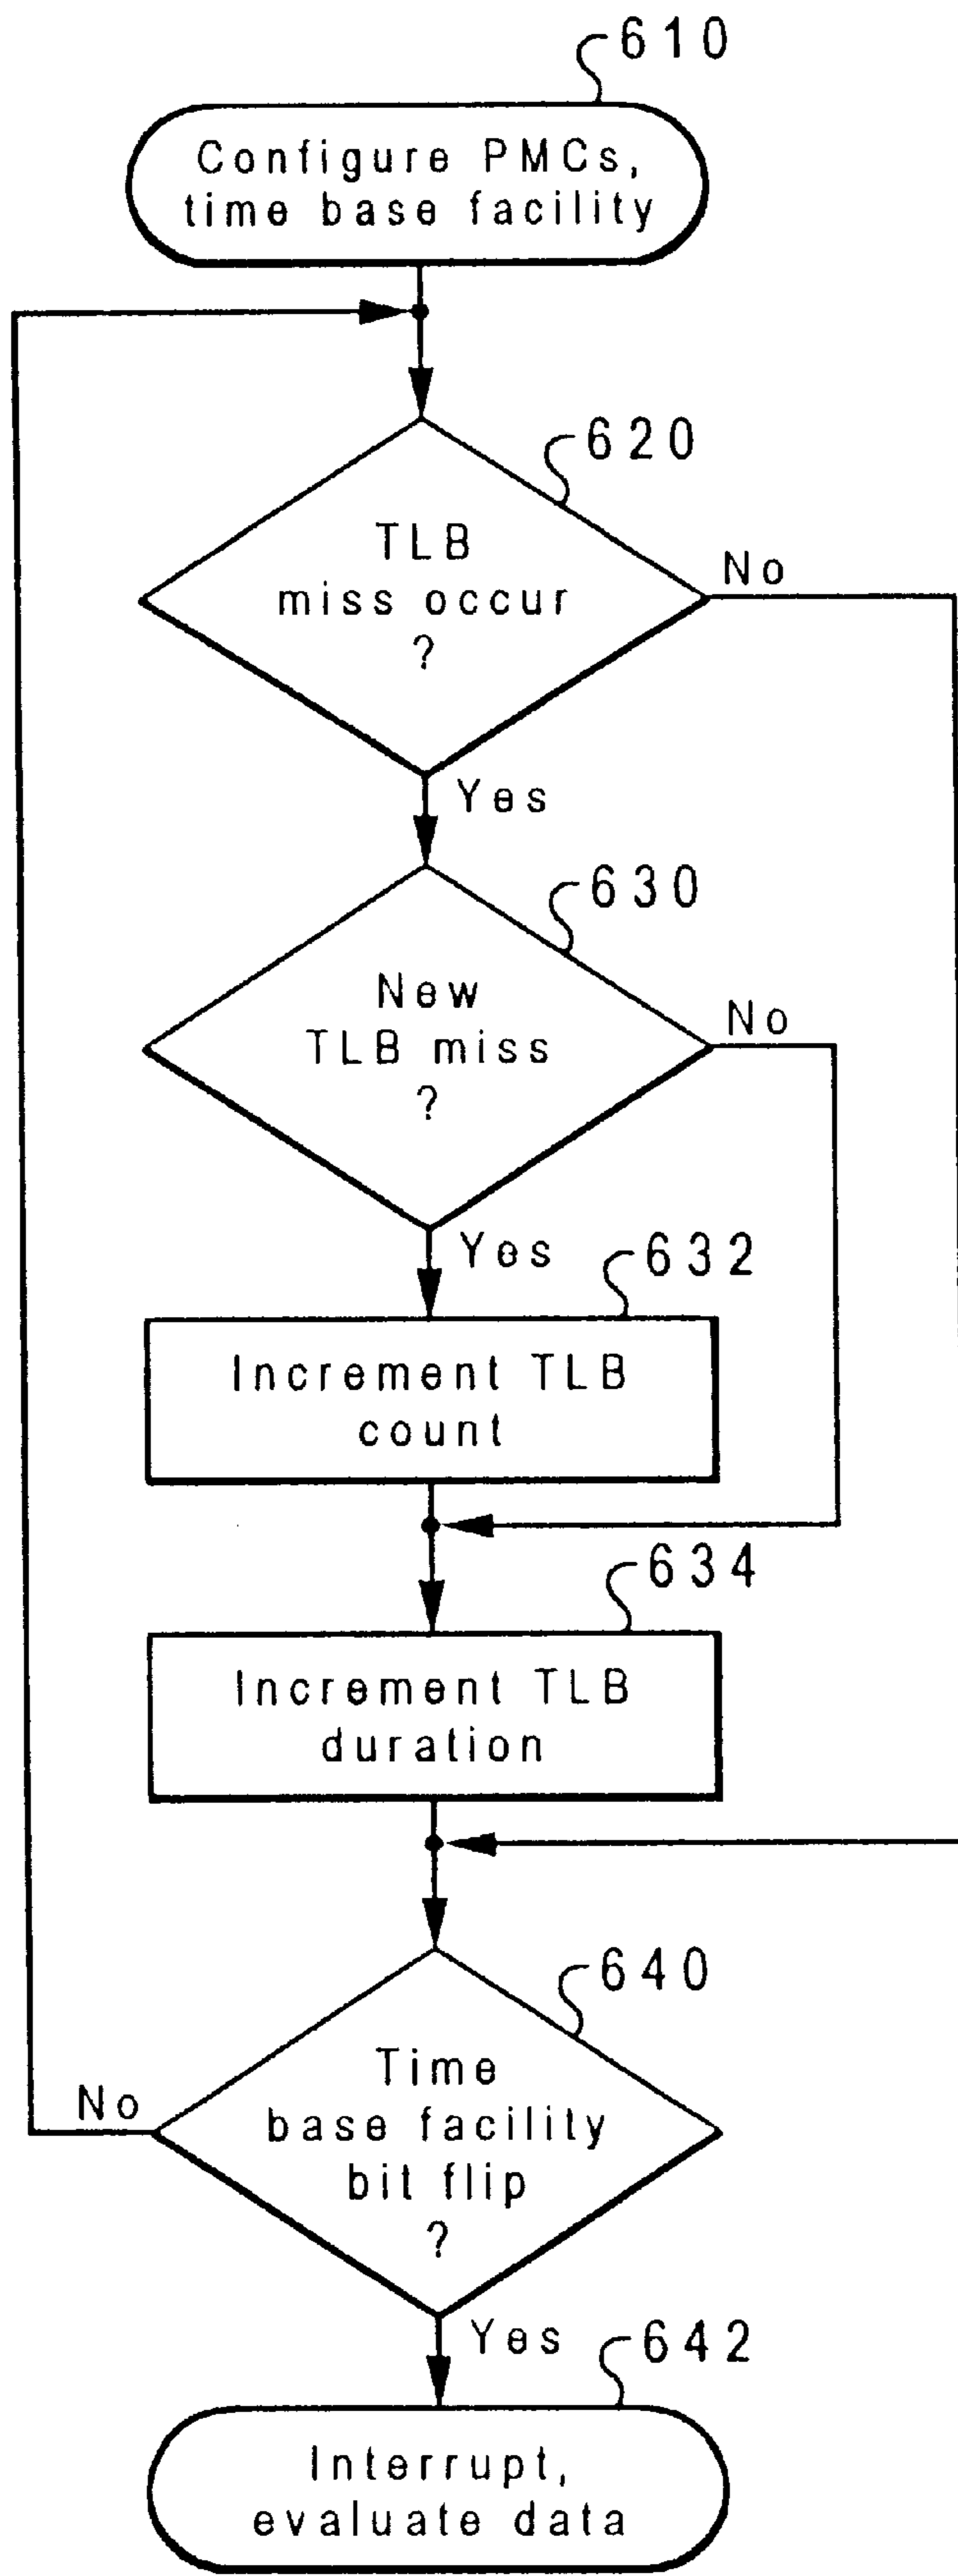 610
Configure PMCs,
time base facility
620
TLB
miss occur
?
No
Yes
630
New
TLB miss
?
No
Yes
632
Increment TLB
count
634
Increment TLB
duration
640
Time
base facility
bit flip
?
No
Yes
642
Interrupt,
evaluate data